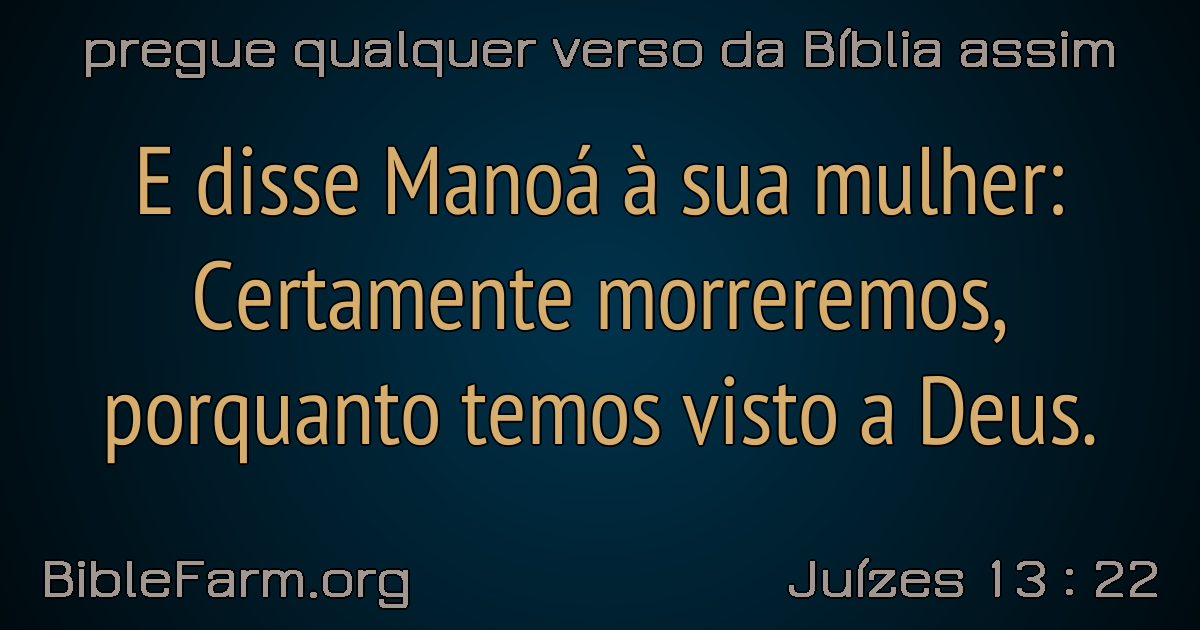 pregue qualquer verso da Bíblia assim
E disse Manoá à sua mulher:
Certamente morreremos,
porquanto temos visto a Deus.
BibleFarm.org
Juízes 13 : 22